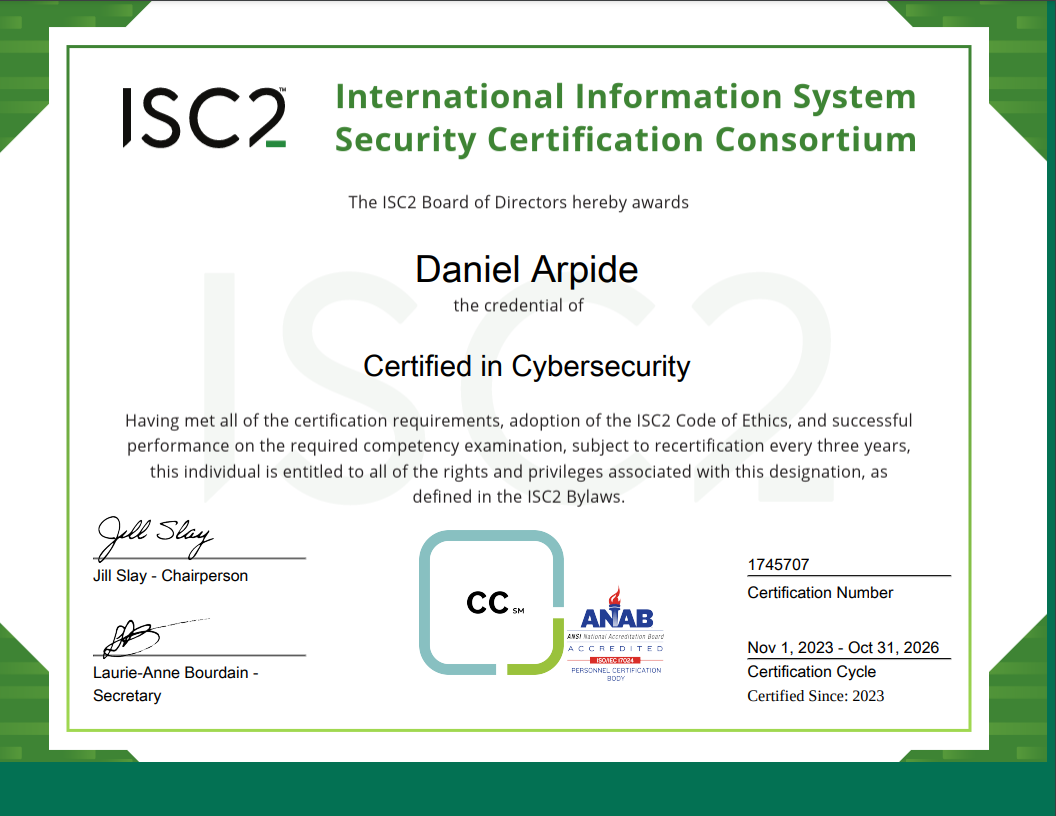 ISC2™
International Information System
Security Certification Consortium
The ISC2 Board of Directors hereby awards
Daniel Arpide
the credential of
Certified in Cybersecurity
Having met all of the certification requirements, adoption of the ISC2 Code of Ethics, and successful
performance on the required competency examination, subject to recertification every three years,
this individual is entitled to all of the rights and privileges associated with this designation, as
defined in the ISC2 Bylaws.
Jill Slay
Jill Slay - Chairperson
Laurie-Anne Bourdain -
Secretary
CC SM
ANAB
ANSI National Accreditation Board
ACCREDITED
ISO/IEC 17024
PERSONNEL CERTIFICATION
BODY
1745707
Certification Number
Nov 1, 2023 - Oct 31, 2026
Certification Cycle
Certified Since: 2023
ISC2